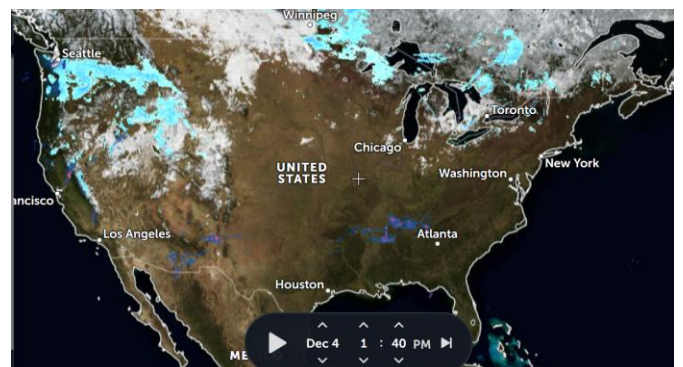 Winnipeg
Seattle
Toronto
Chicago
UNITED
STATES
New York
Washington
ancisco
Los Angeles
Atlanta
Houston
Dec 4 1 : 40 PM
ME